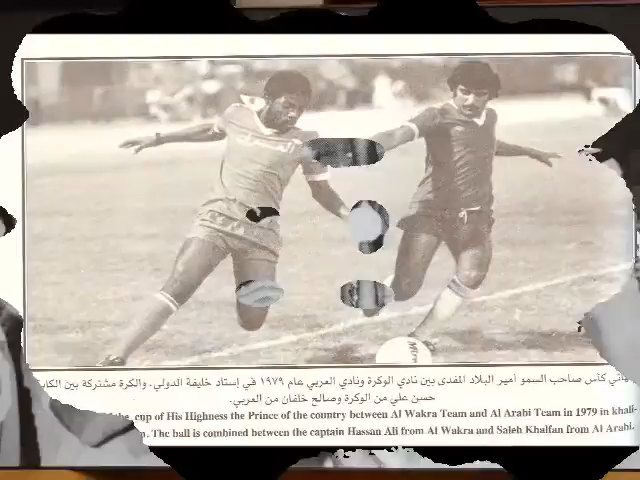 كأس صاحب السمو أمير البلاد المفدى بين نادي الوكرة ونادي العربي عام ١٩٧٩ في إستاد خليفة الدولي. والكرة مشتركة بين
حسن علي من الوكرة وصالح خلفان من العربي.
the cup of His Highness the Prince of the country between Al Wakra Team and Al Arabi Team in 1979 in khali-
The ball is combined between the captain Hassan Ali from Al Wakra and Saleh Khalfan from Al Arabi.